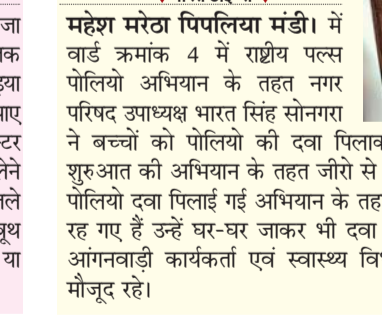 महेश मरेठा पिपलिया मंडी। में
वार्ड क्रमांक 4 में राष्टीय पल्स
पोलियो अभियान के तहत नगर
परिषद उपाध्यक्ष भारत सिंह सोनगरा
ने बच्चों को पोलियो की दवा
शुरुआत की अभियान के तहत जीरो से
पोलियो दवा पिलाई गई अभियान के
रह गए हैं उन्हें घर-घर जाकर भी दवा
आंगनवाडी कार्यकर्ता एवं स्वास्थ्य
मौजूद रहे।
जा
या